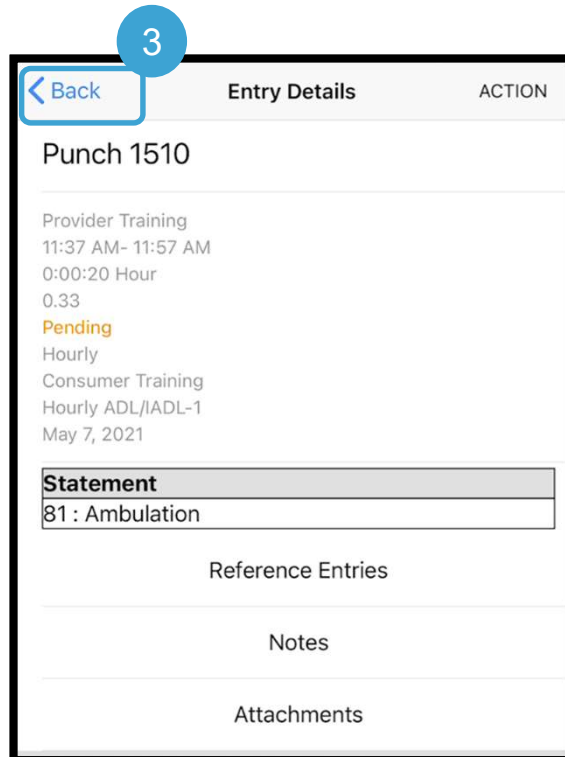 3
Back Entry Details ACTION
Punch 1510
Provider Training
11:37 AM- 11:57 AM
0:00:20 Hour
0.33
Pending
Hourly
Consumer Training
Hourly ADL/IADL-1
May 7, 2021
Statement
81 : Ambulation
Reference Entries
Notes
Attachments